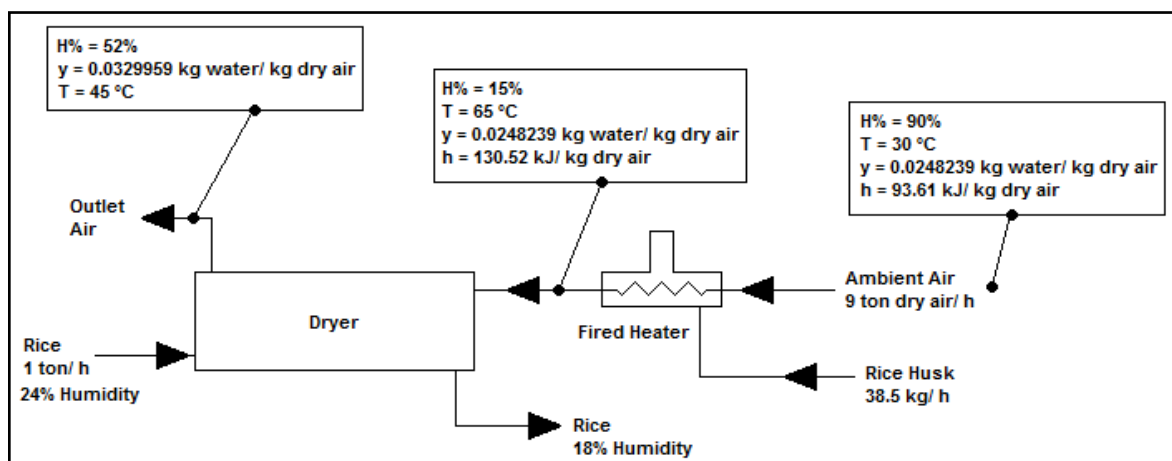 H% = 52%
y = 0.0329959 kg water/ kg dry air
T = 45 ºC
H% = 15%
T = 65 ºC
y = 0.0248239 kg water/ kg dry air
h = 130.52 kJ/ kg dry air
H% = 90%
T = 30 ºC
y = 0.0248239 kg water/ kg dry air
h = 93.61 kJ/ kg dry air
Outlet
Air
Ambient Air
9 ton dry air/ h
Dryer
Fired Heater
Rice
1 ton/ h
24% Humidity
Rice Husk
38.5 kg/ h
Rice
18% Humidity